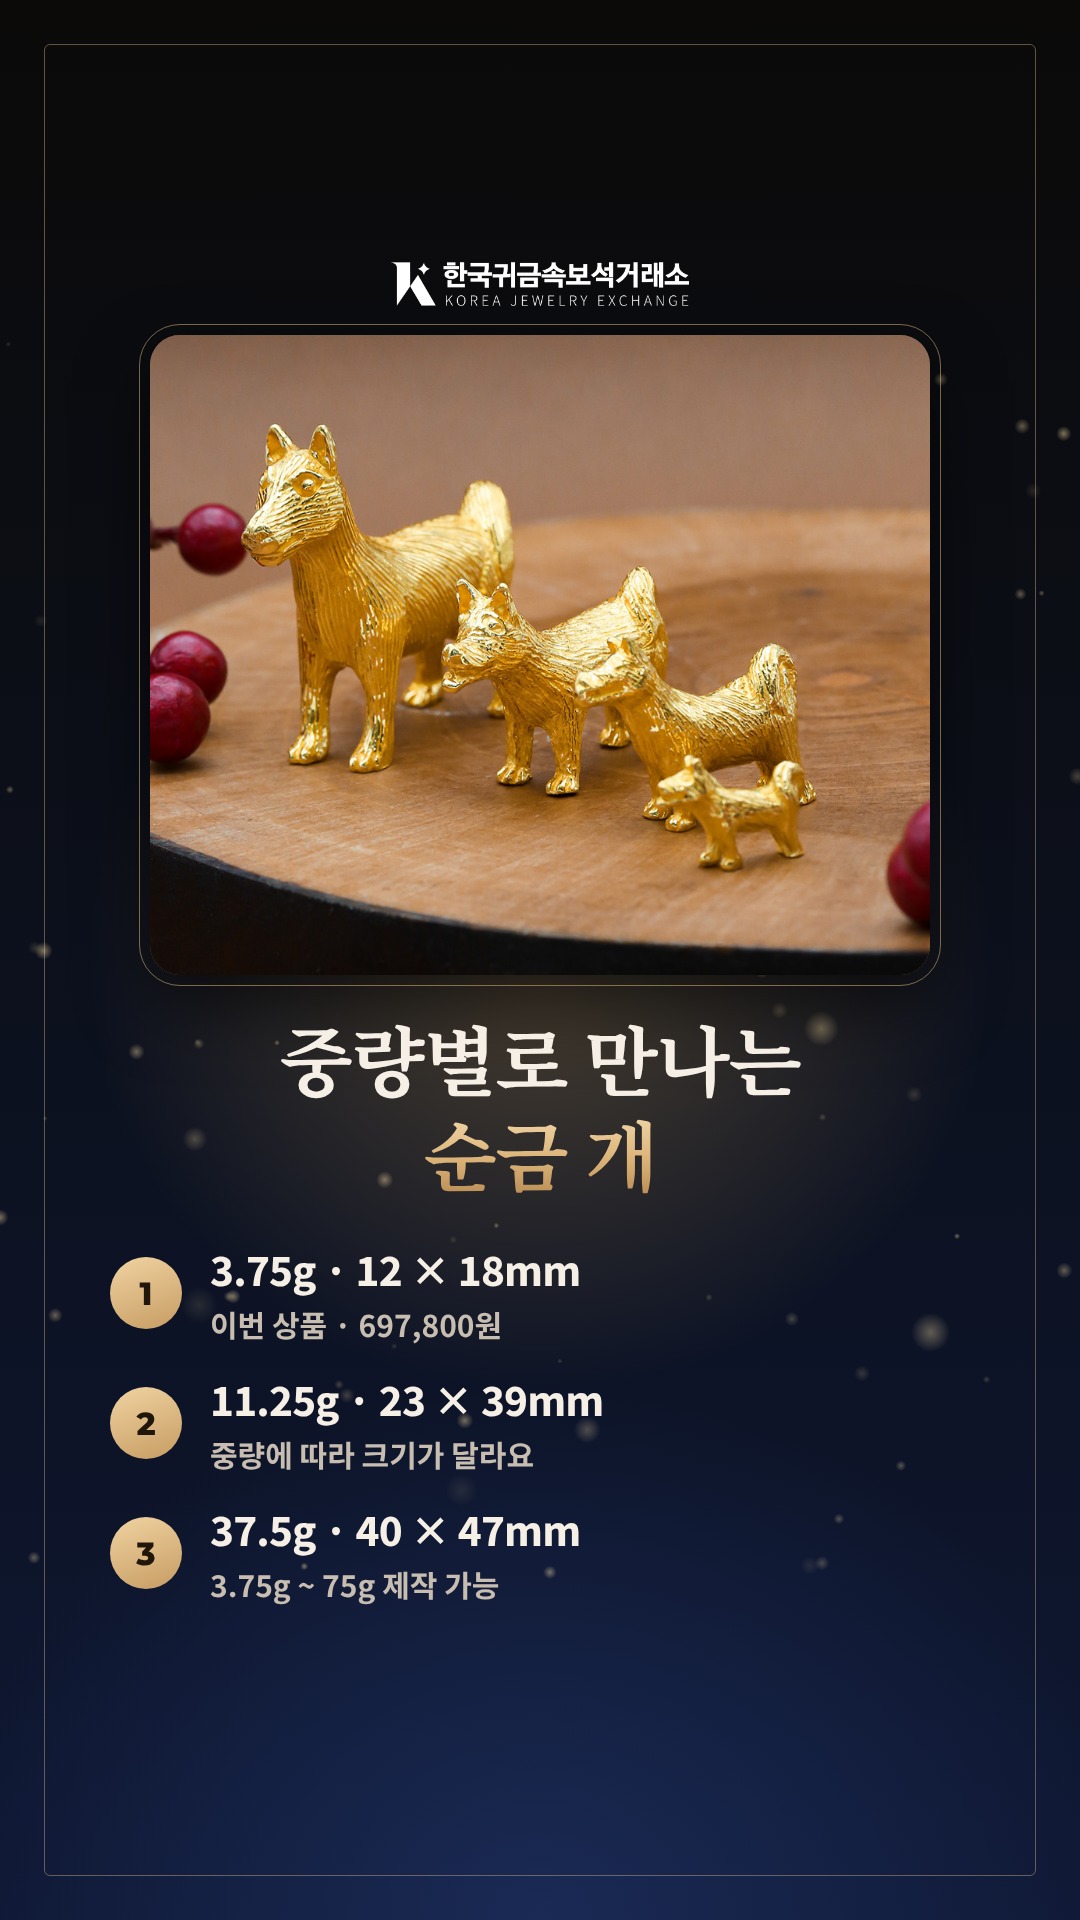 한국귀금속보석거래소
KOREA JEWELRY EXCHANGE
중량별로 만나는
순금 개
1
3.75g · 12 × 18mm
이번 상품 · 697,800원
2
11.25g · 23 × 39mm
중량에 따라 크기가 달라요
3
37.5g · 40 × 47mm
3.75g ~ 75g 제작 가능